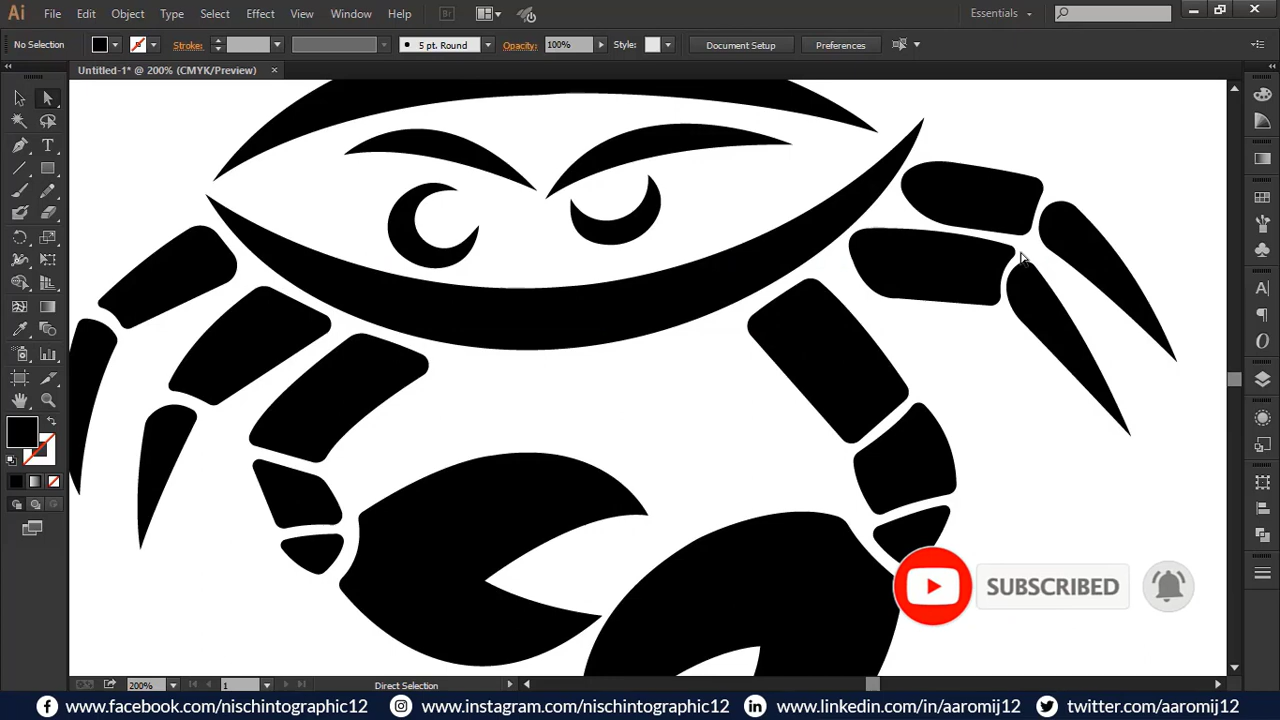 Ai File Edit Object Type Select Effect View Window Help Br Essentials
No Selection Stroke: 5 pt. Round Opacity: 100% Style: Document Setup Preferences
Untitled-1* @ 200% (CMYK/Preview)
SUBSCRIBED
200% 1 Direct Selection
www.facebook.com/nischintographic12 www.instagram.com/nischintographic12 www.linkedin.com/in/aaromij12 www.twitter.com/aaromij12